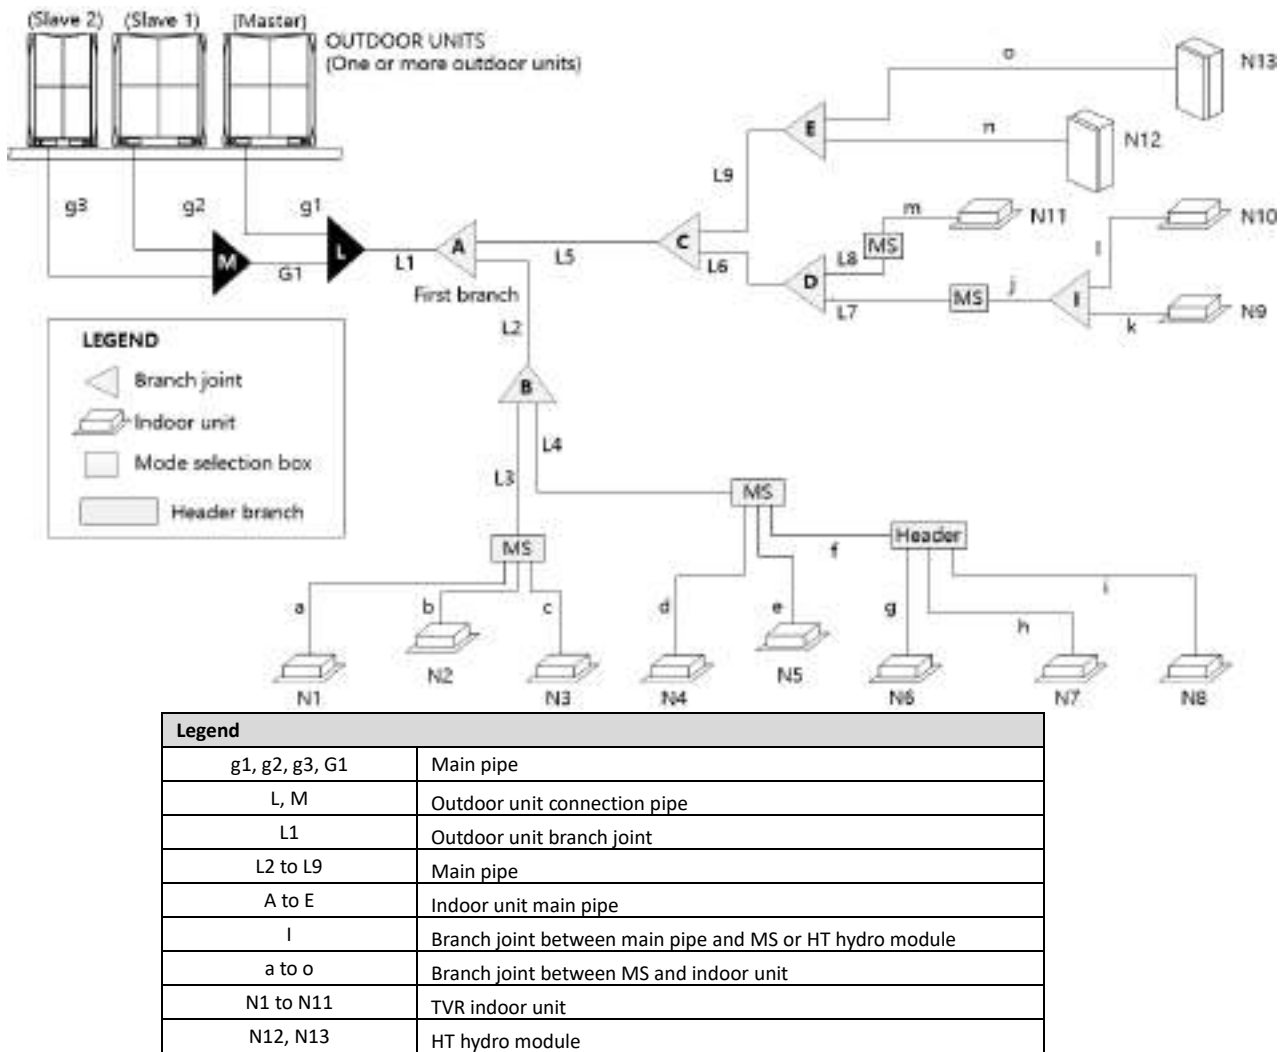 (Slave 2) (Slave 1) (Master)
OUTDOOR UNITS
(One or more outdoor units)
o
N13
E
n
N12
L9
g3 g2 g1
m
N11
N10
M G1 L L1 A L5 C L6 L8 MS
l
First branch
D L7 MS j I k N9
L2
LEGEND
Branch joint
Indoor unit
Mode selection box
Header branch
B
L4
L3
MS
MS
f
Header
a b c d e g h i
N1 N2 N3 N4 N5 N6 N7 N8
Legend
g1, g2, g3, G1 Main pipe
L, M Outdoor unit connection pipe
L1 Outdoor unit branch joint
L2 to L9 Main pipe
A to E Indoor unit main pipe
I Branch joint between main pipe and MS or HT hydro module
a to o Branch joint between MS and indoor unit
N1 to N11 TVR indoor unit
N12, N13 HT hydro module